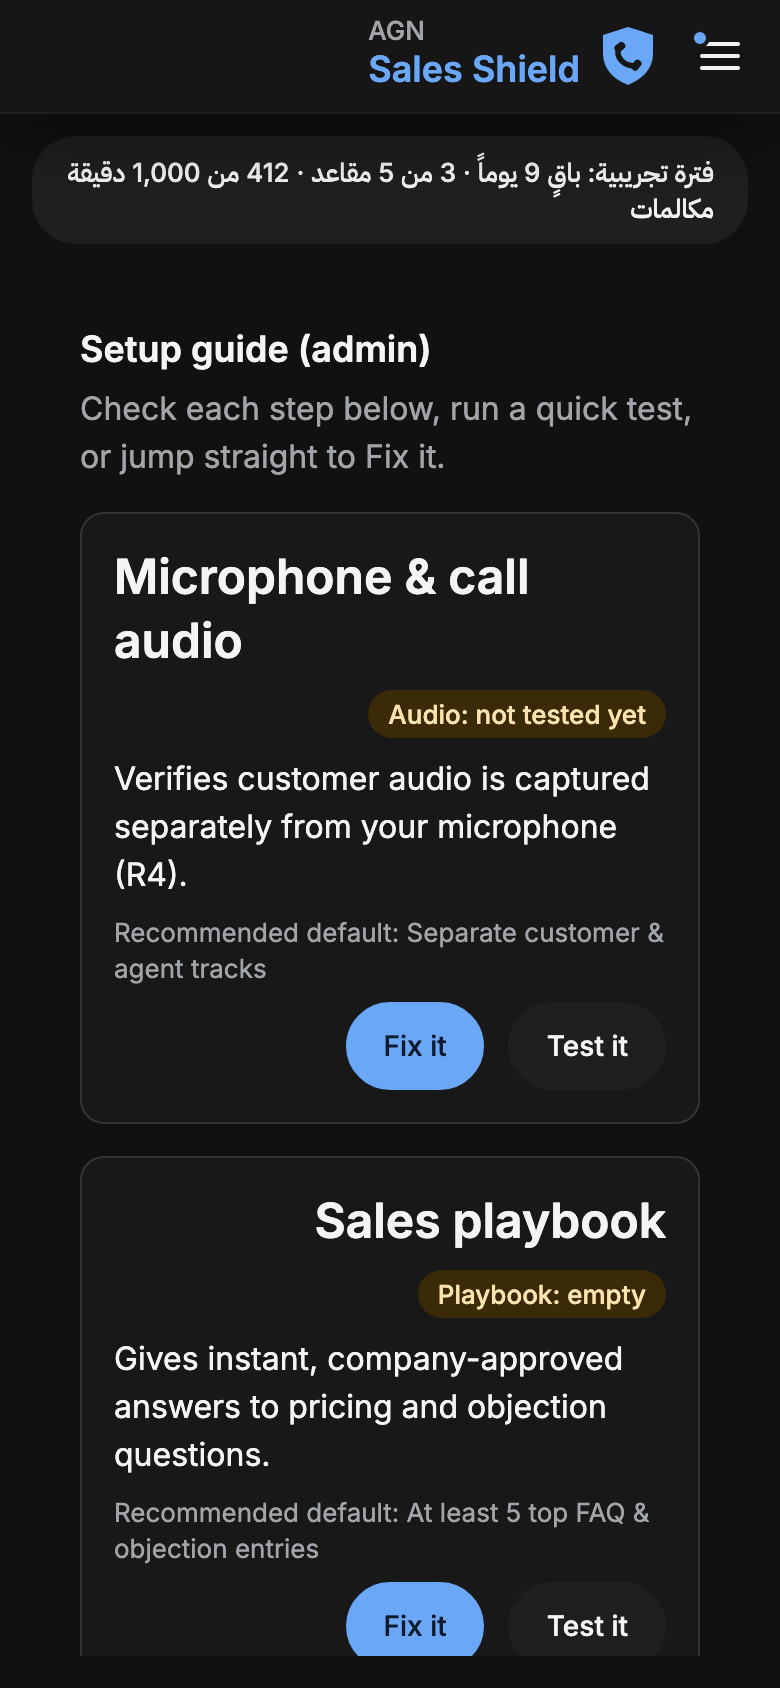 AGN
Sales Shield
فترة تجريبية: باقٍ 9 يوماً · 3 من 5 مقاعد · 412 من 1,000 دقيقة
مكالمات
Setup guide (admin)
Check each step below, run a quick test,
or jump straight to Fix it.
Microphone & call
audio
Audio: not tested yet
Verifies customer audio is captured
separately from your microphone
(R4).
Recommended default: Separate customer &
agent tracks
Fix it
Test it
Sales playbook
Playbook: empty
Gives instant, company-approved
answers to pricing and objection
questions.
Recommended default: At least 5 top FAQ &
objection entries
Fix it
Test it